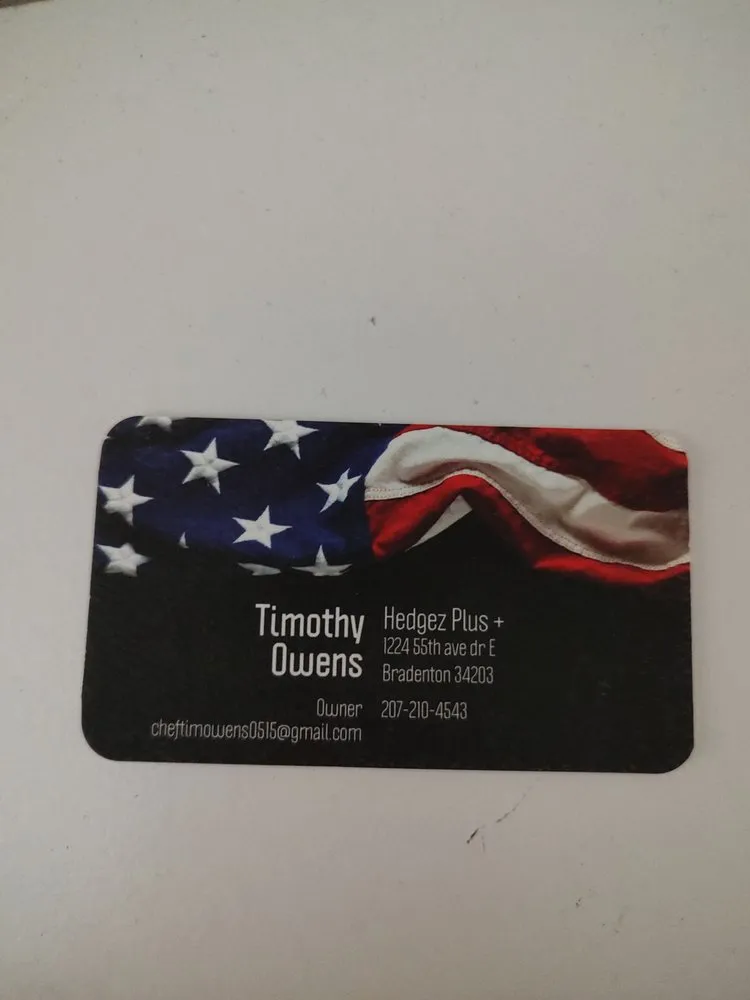 Timothy
Owens
Owner
cheftimowens0515@gmail.com
Hedgez Plus +
1224 55th ave dr E
Bradenton 34203
207-210-4543